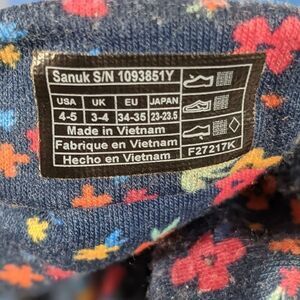 Sanuk S/N 1093851Y
USA UK EU JAPAN
4-5 3-4 34-35 23-23.5
Made in Vietnam
Fabrique en Vietnam
Hecho en Vietnam
F27217K